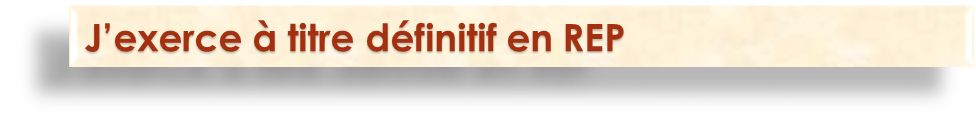 J’exerce à titre définitif en REP